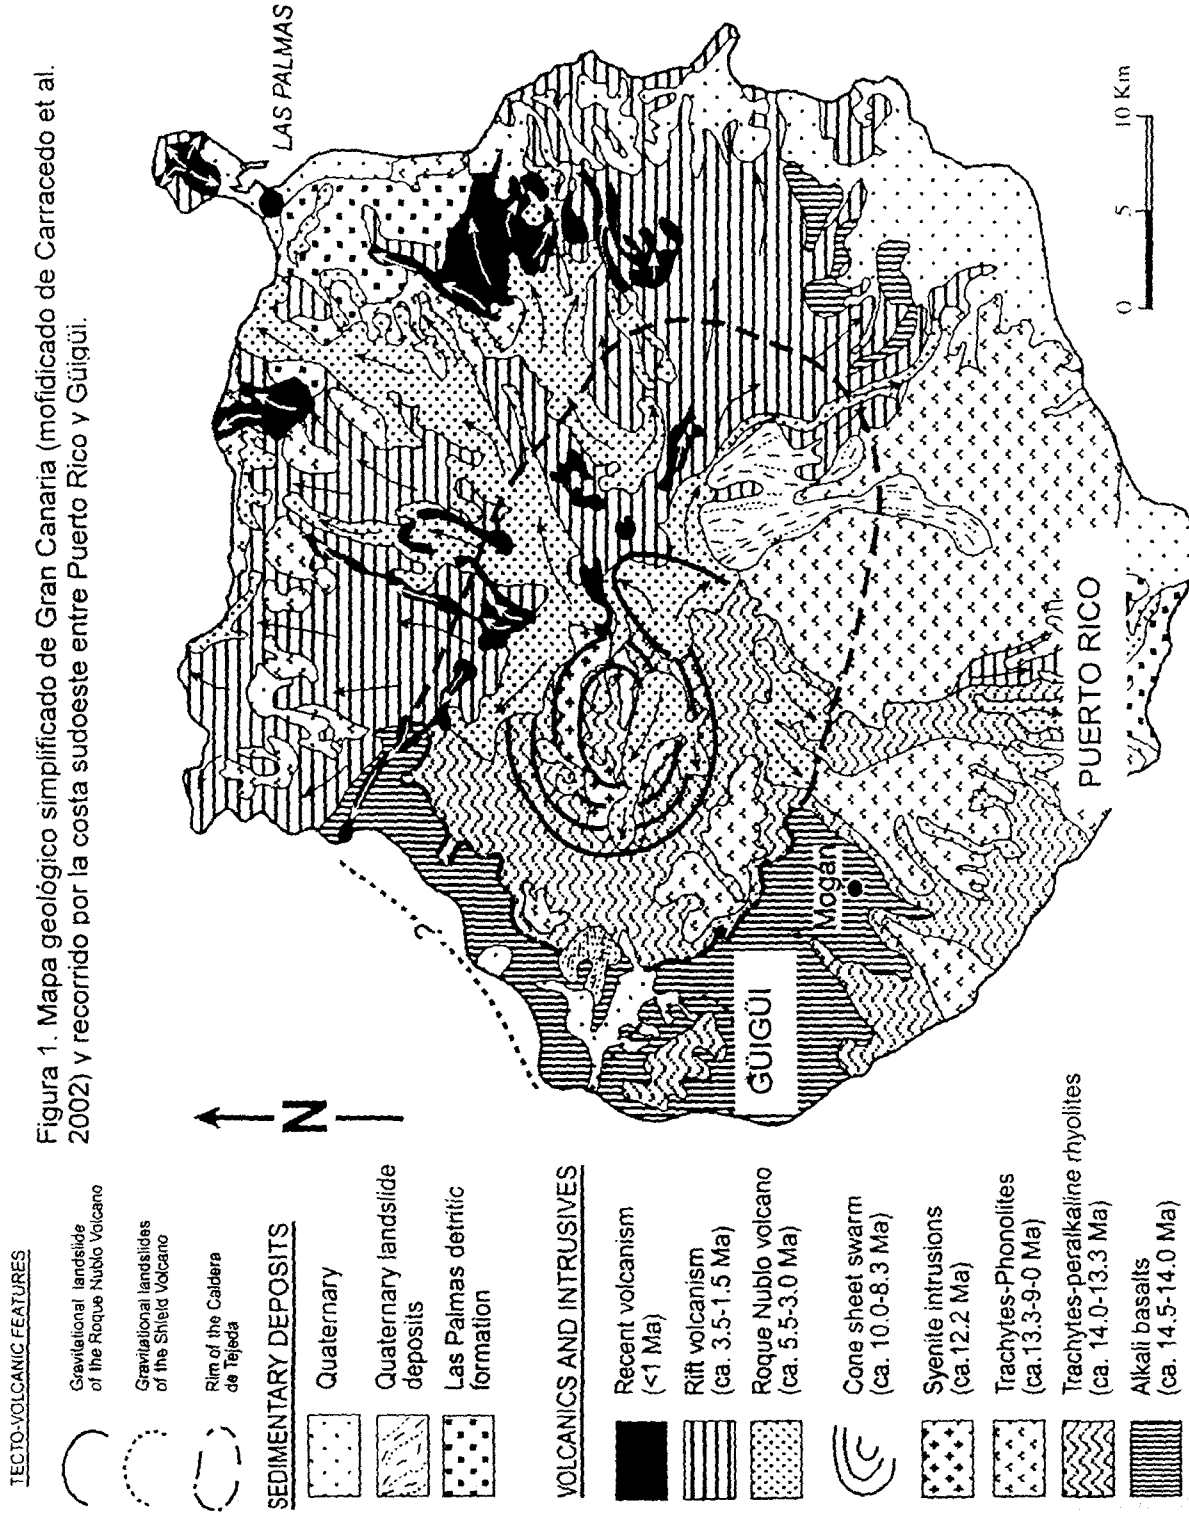 Figura 1. Mapa geológico simplificado de Gran Canaria (mofidicado de Carracedo et al.
2002) y recorrido por la costa sudoeste entre Puerto Rico y Güigüi.
TECTO-VOLCANIC FEATURES
Gravitational landslide
of the Roque Nublo Volcano
Gravitational landslides
of the Shield Volcano
Rim of the Caldera
de Tejeda
SEDIMENTARY DEPOSITS
Quaternary
Quaternary landslide
deposits
Las Palmas detritic
formation
VOLCANICS AND INTRUSIVES
Recent volcanism
(<1 Ma)
Rift volcanism
(ca. 3.5-1.5 Ma)
Roque Nublo volcano
(ca. 5.5-3.0 Ma)
Cone sheet swarm
(ca. 10.0-8.3 Ma)
Syenite intrusions
(ca.12.2 Ma)
Trachytes-Phonolites
(ca.13.3-9-0 Ma)
Trachytes-peralkaline rhyolites
(ca. 14.0-13.3 Ma)
Alkali basalts
(ca. 14.5-14.0 Ma)
N
?
LAS PALMAS
GÜIGÜI
Mogan
PUERTO RICO
0 5 10 Km